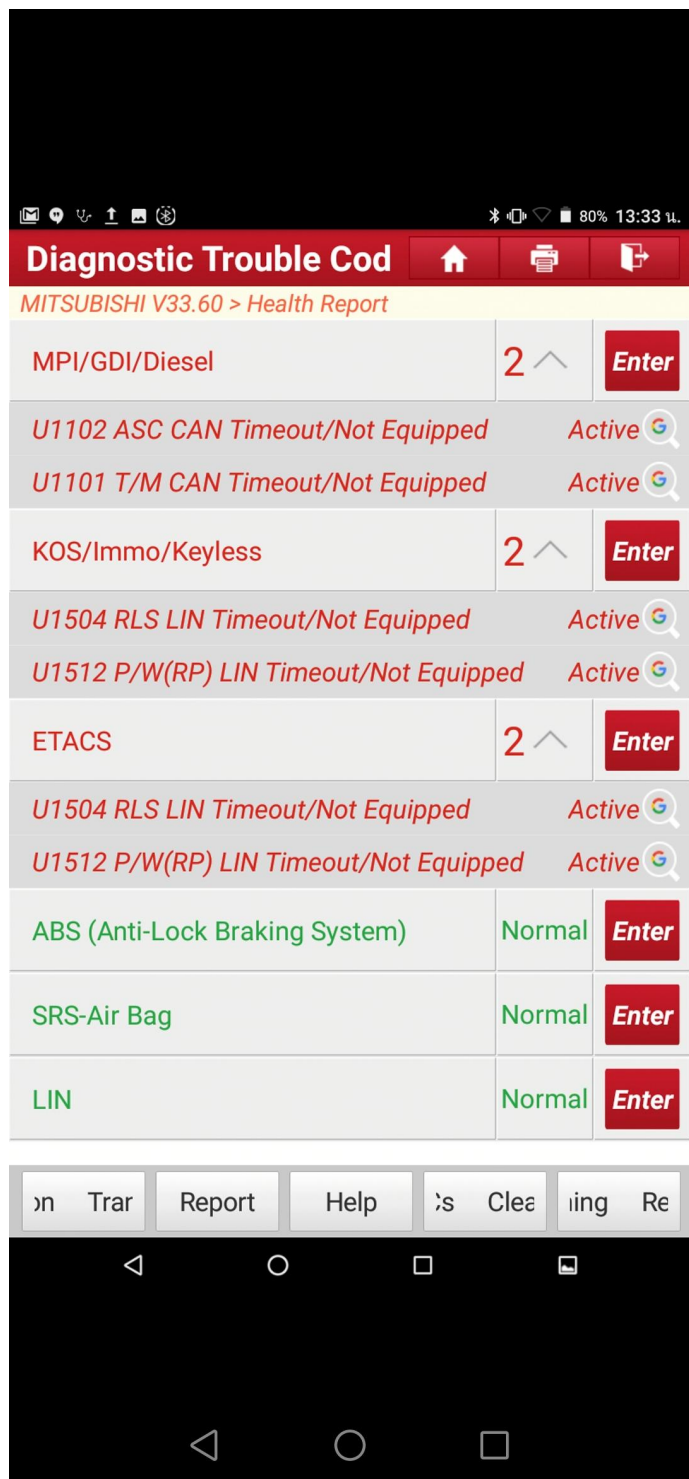 80% 13:33 น.
Diagnostic Trouble Cod
MITSUBISHI V33.60 > Health Report
MPI/GDI/Diesel 2 Enter
U1102 ASC CAN Timeout/Not Equipped Active G
U1101 T/M CAN Timeout/Not Equipped Active G
KOS/Immo/Keyless 2 Enter
U1504 RLS LIN Timeout/Not Equipped Active G
U1512 P/W(RP) LIN Timeout/Not Equipped Active G
ETACS 2 Enter
U1504 RLS LIN Timeout/Not Equipped Active G
U1512 P/W(RP) LIN Timeout/Not Equipped Active G
ABS (Anti-Lock Braking System) Normal Enter
SRS-Air Bag Normal Enter
LIN Normal Enter
on Trar Report Help Cs Clea ning Re